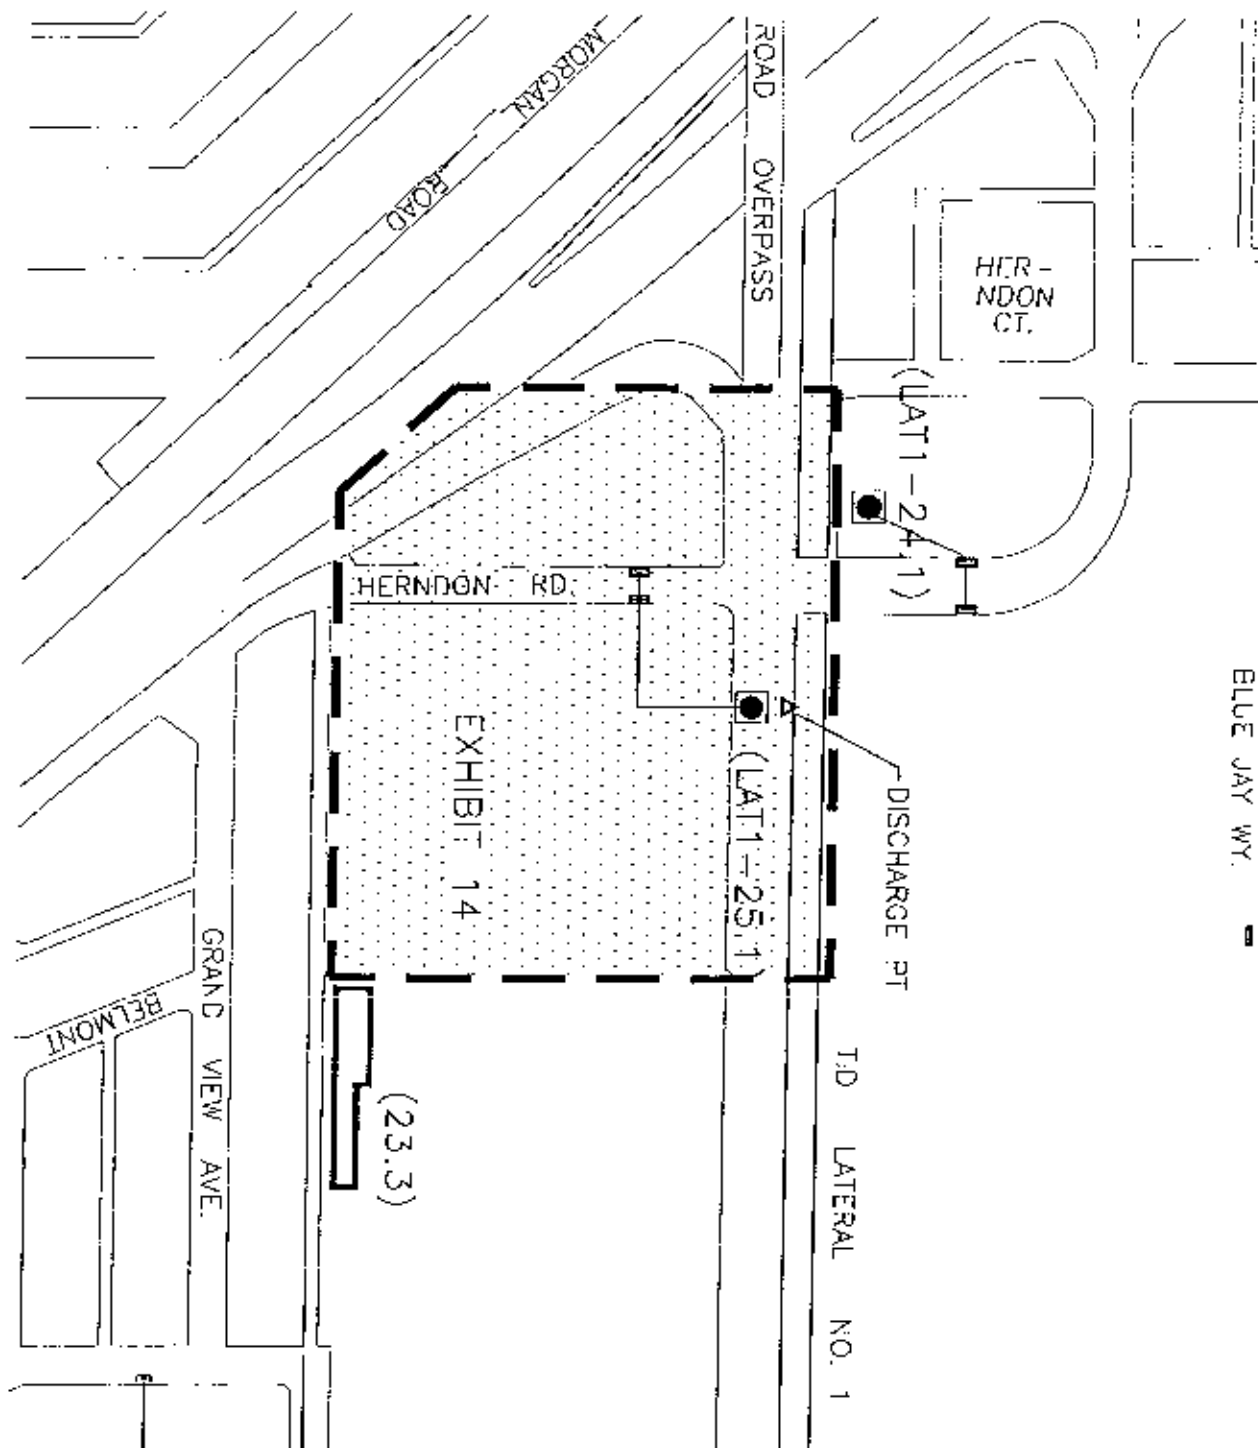 MORGAN ROAD
ROAD OVERPASS
HER-
NDON
CT.
(LAT1-24.1)
HERNDON RD.
BLUE JAY WY.
EXHIBIT 14
(LAT1-25.1)
DISCHARGE PT
GRAND VIEW AVE.
BELMONT
(23.3)
T.I.D LATERAL NO. 1